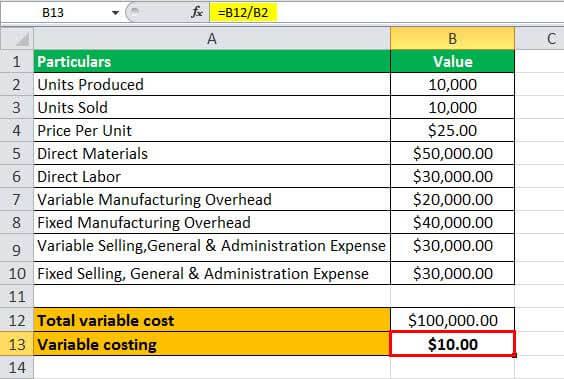 B13 fx =B12/B2
A B C
1 Particulars Value
2 Units Produced 10,000
3 Units Sold 10,000
4 Price Per Unit $25.00
5 Direct Materials $50,000.00
6 Direct Labor $30,000.00
7 Variable Manufacturing Overhead $20,000.00
8 Fixed Manufacturing Overhead $40,000.00
9 Variable Selling,General & Administration Expense $30,000.00
10 Fixed Selling, General & Administration Expense $30,000.00
11
12 Total variable cost $100,000.00
13 Variable costing $10.00
14